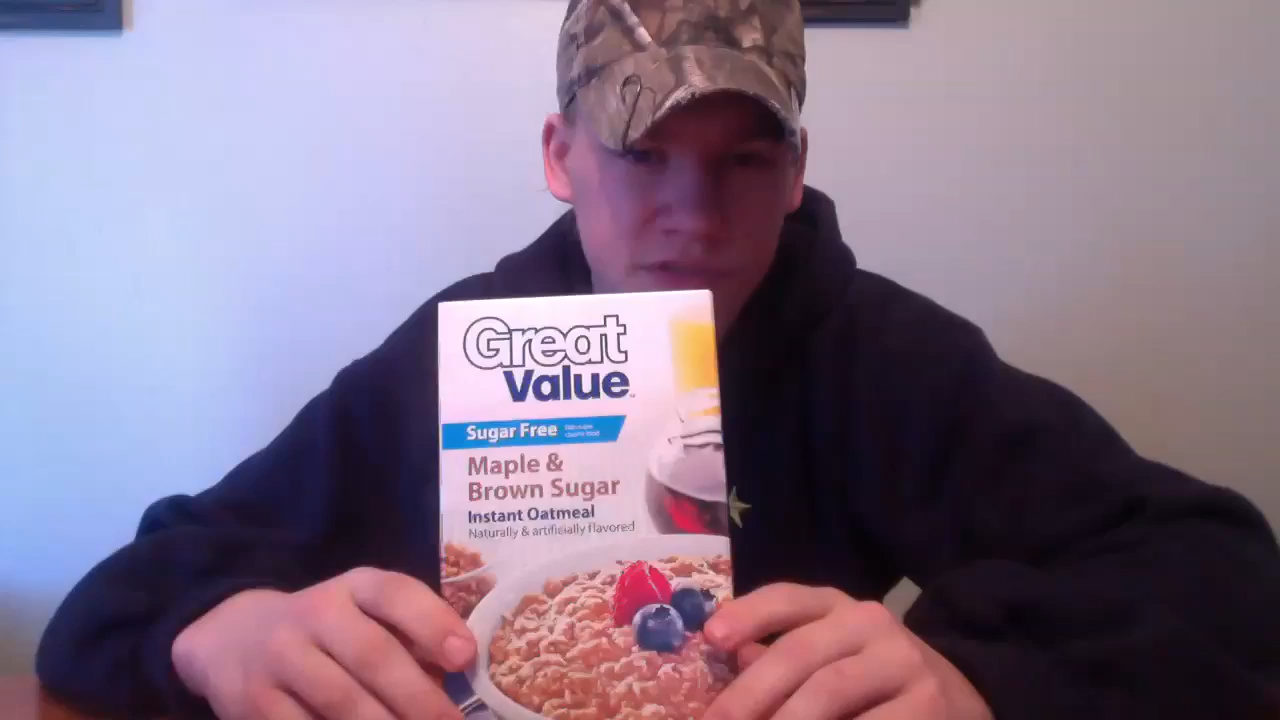 Great
Value
Sugar Free
Maple &
Brown Sugar
Instant Oatmeal
Naturally & artificially flavored